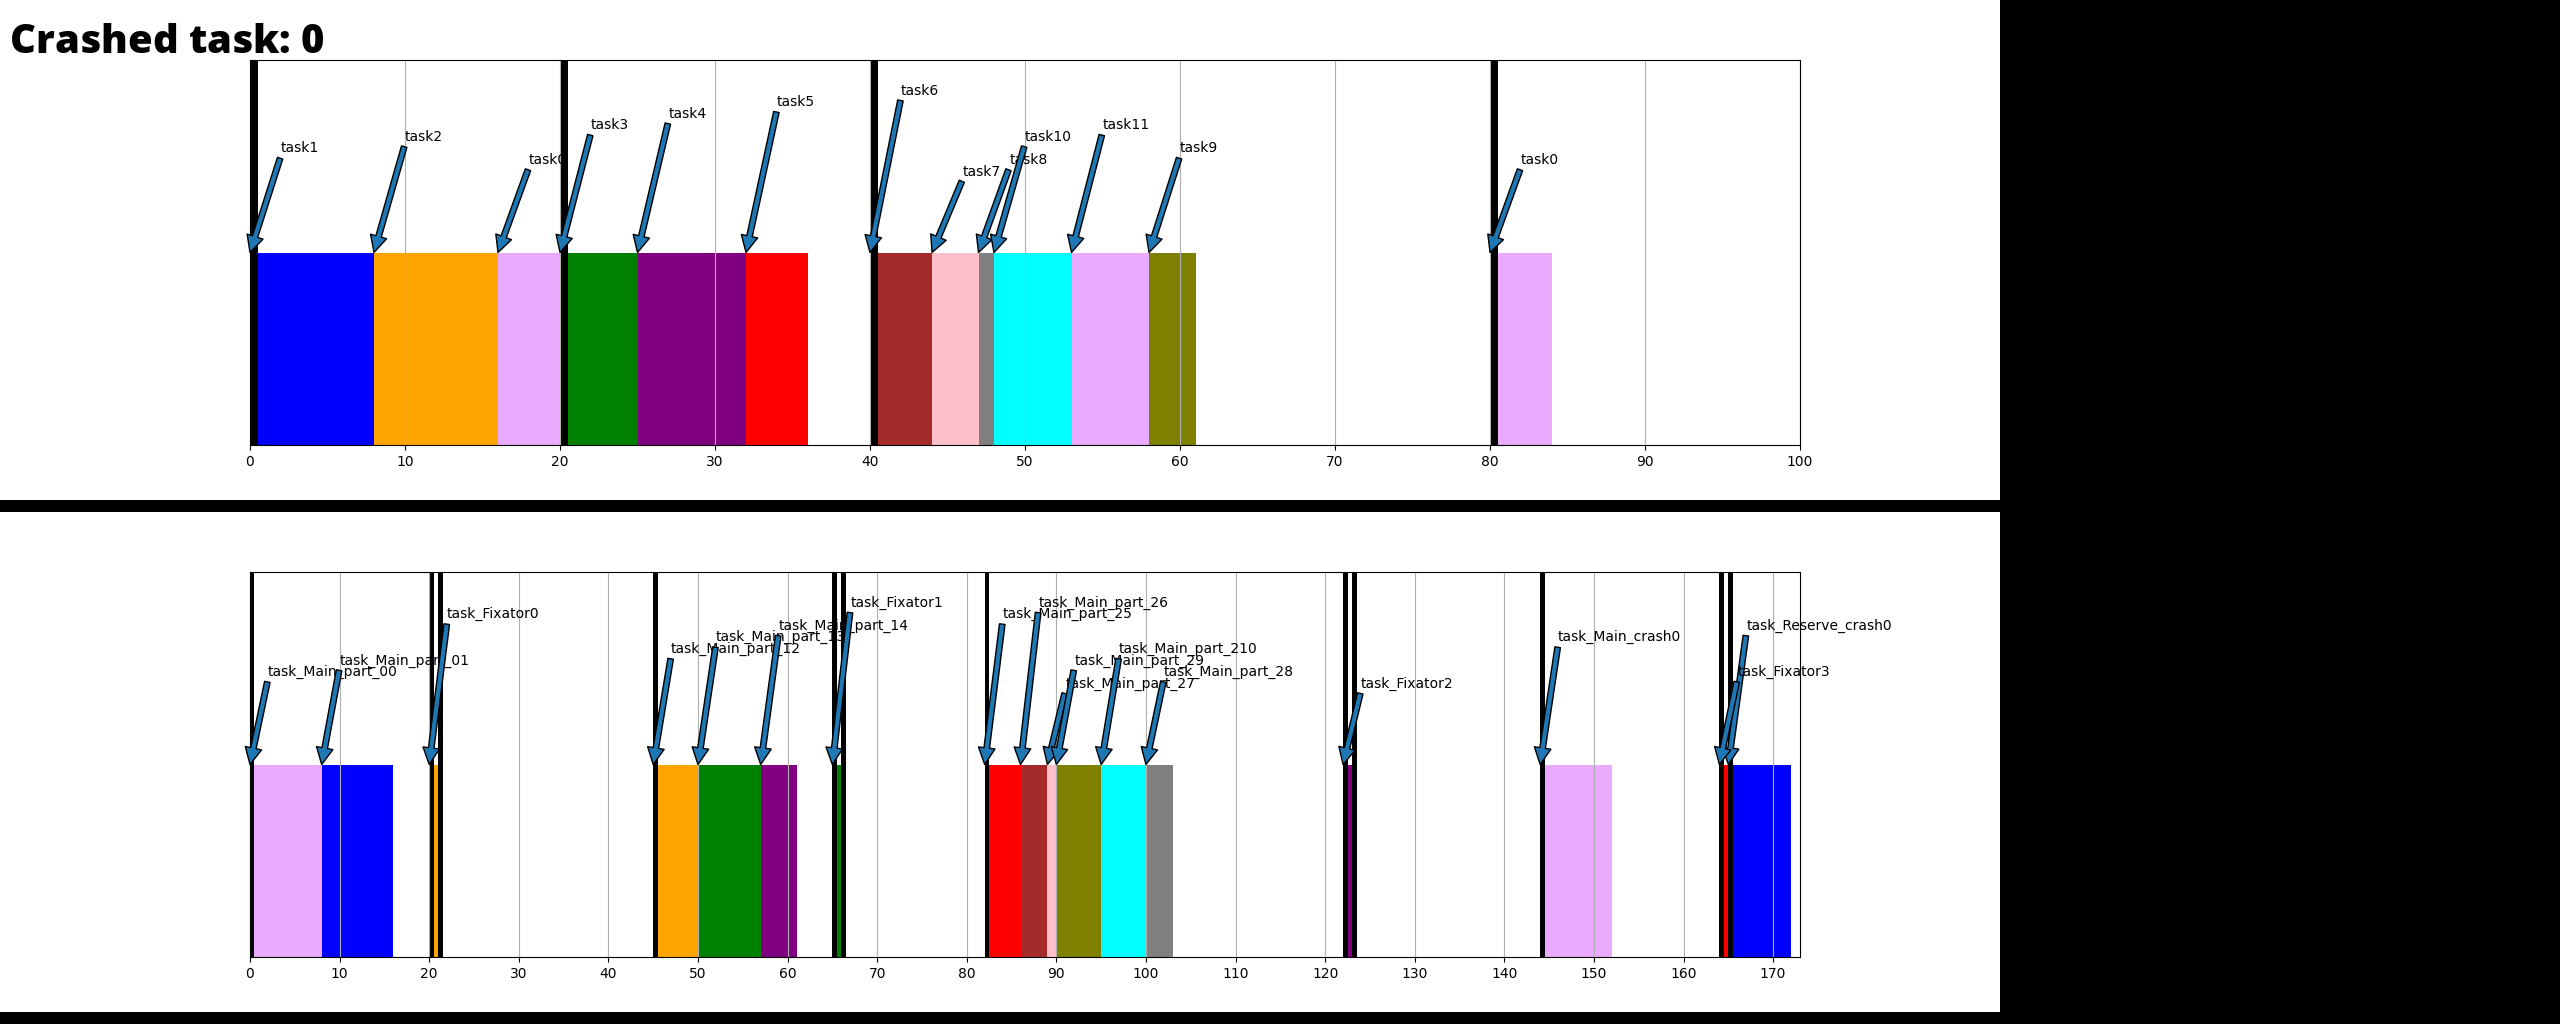 Crashed task: 0
task6
task5
task4
task3
task11
task2
task10
task1
task9
task0
task8
task0
task7
0 10 20 30 40 50 60 70 80 90 100
task_Fixator1
task_Main_part_26
task_Fixator0
task_Main_part_25
task_Main_part_14
task_Reserve_crash0
task_Main_part_13
task_Main_crash0
task_Main_part_12
task_Main_part_210
task_Main_part_01
task_Main_part_29
task_Main_part_00
task_Main_part_28
task_Fixator3
task_Main_part_27
task_Fixator2
0 10 20 30 40 50 60 70 80 90 100 110 120 130 140 150 160 170